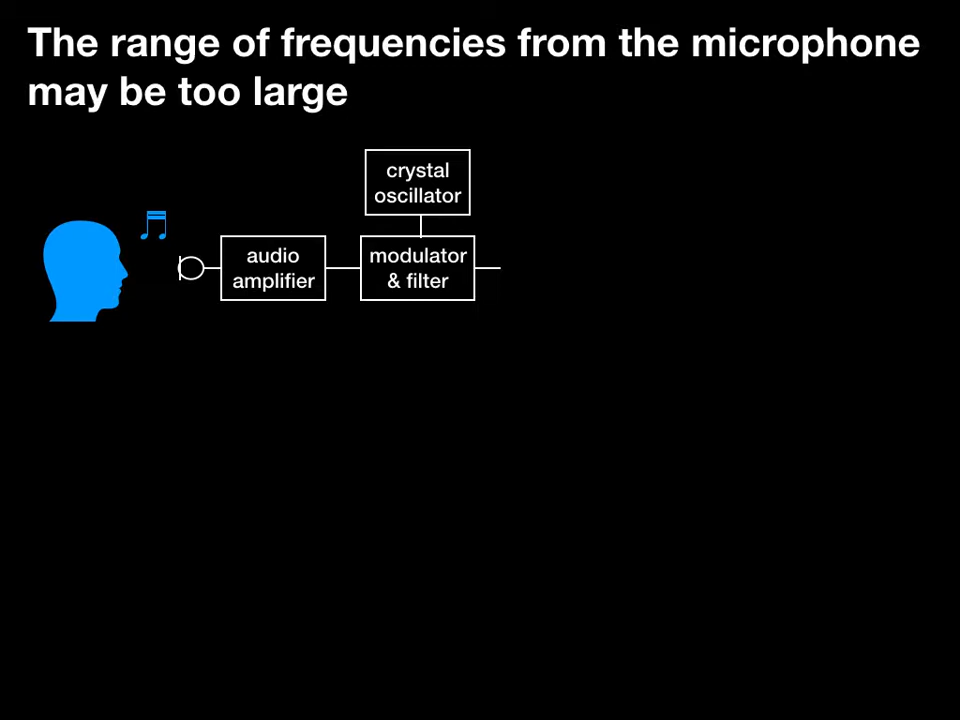 The range of frequencies from the microphone
may be too large
crystal
oscillator
audio
amplifier
modulator
& filter